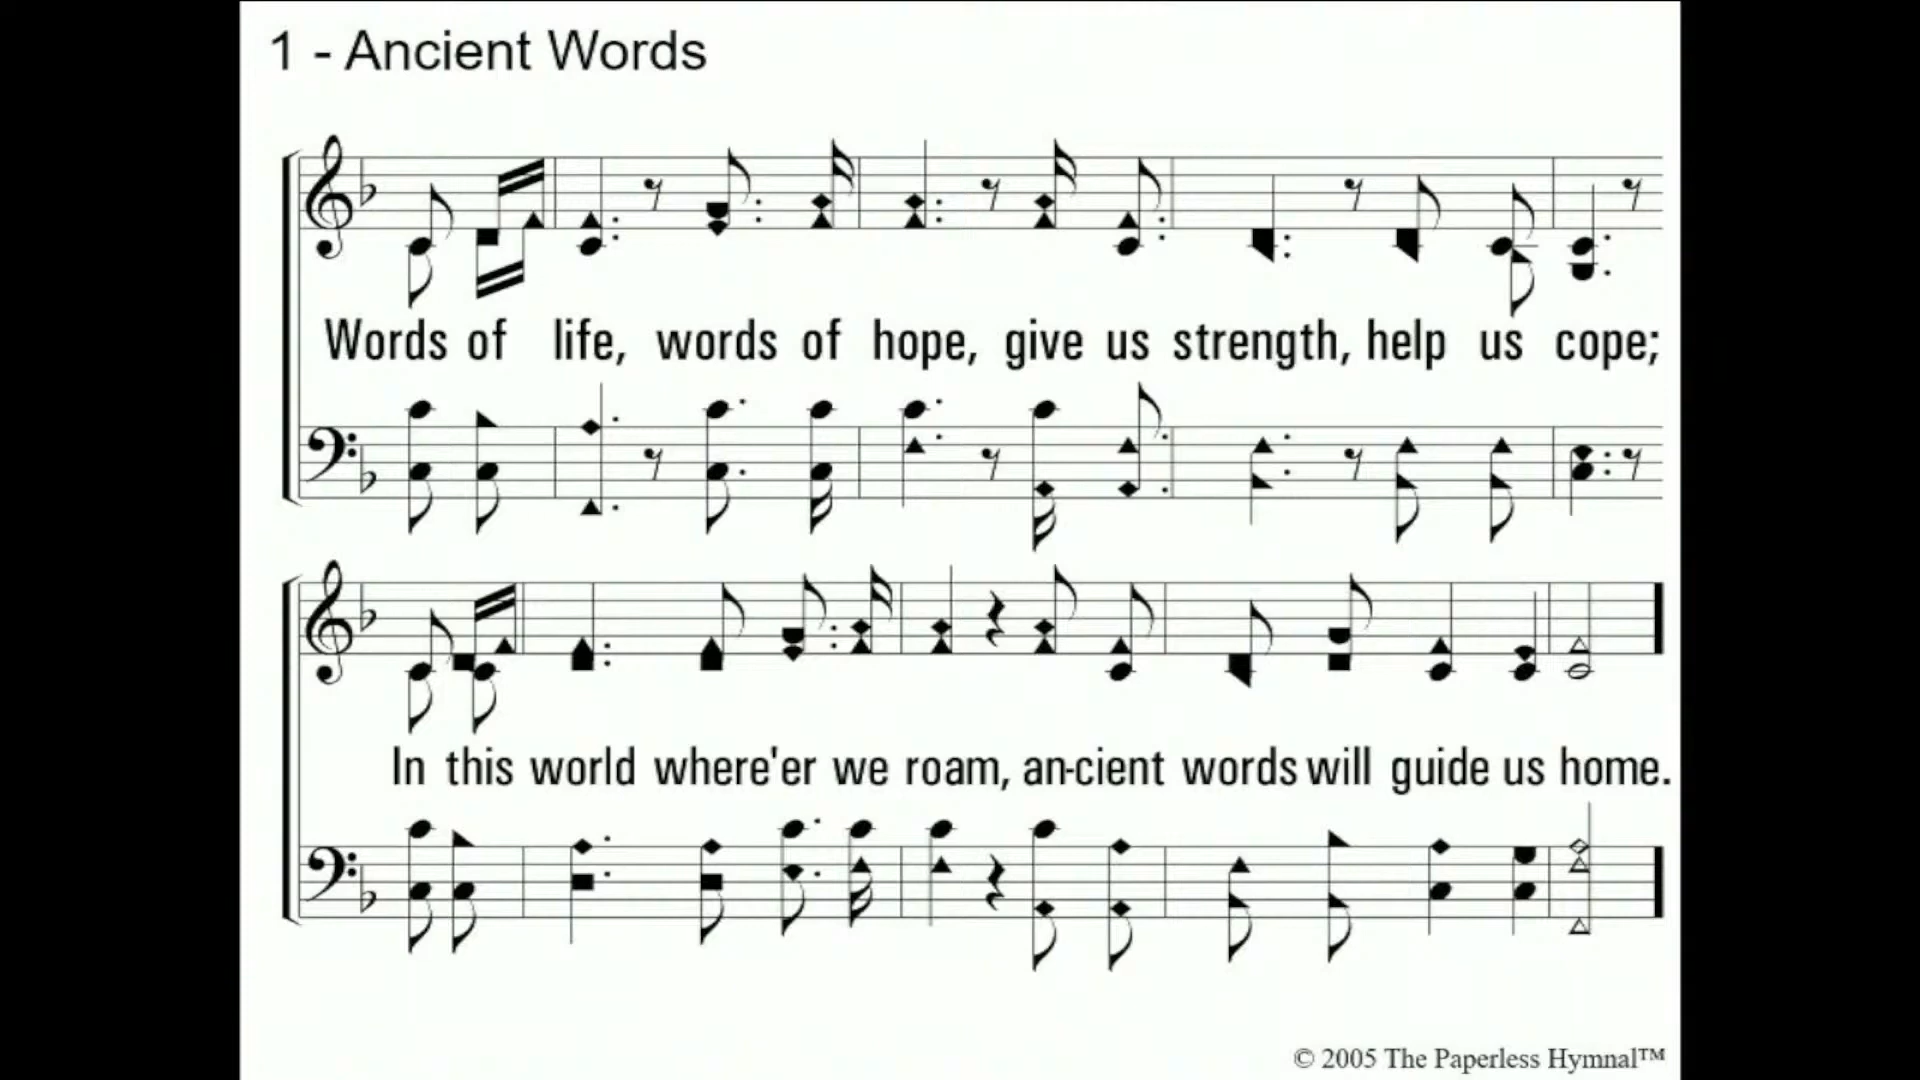 1 - Ancient Words
Words of life, words of hope, give us strength, help us cope;
In this world where'er we roam, an-cient words will guide us home.
© 2005 The Paperless Hymnal™